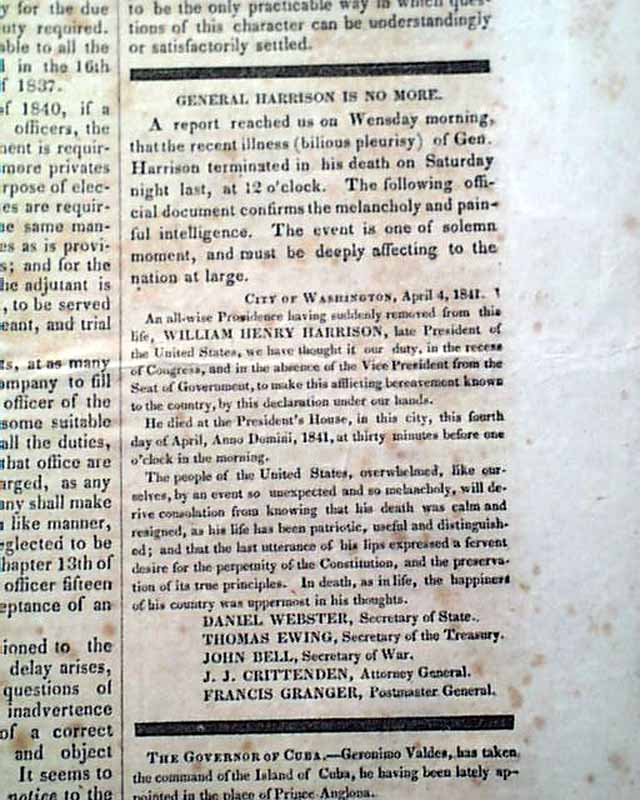 y for the due
uty required.
able to all the
d in the 16th
f 1837.
of 1840, if a
officers, the
nent is requir-
more privates
rpose of elec-
es are requir-
e same man-
es as is provi-
s; and for the
he adjutant is
, to be served
eant, and trial
ts, at as many
ompany to fill
officer of the
some suitable
all the duties,
that office are
arged, as any
any shall make
n like manner,
eglected to be
hapter 13th of
officer fifteen
eptance of an
ioned to the
delay arises,
questions of
inadvertence
of a correct
and object
It seems to
notice to the
to be the only practicable way in which ques-
tions of this character can be understandingly
or satisfactorily settled.
GENERAL HARRISON IS NO MORE.
A report reached us on Wensday morning,
that the recent illness (bilious pleurisy) of Gen.
Harrison terminated in his death on Saturday
night last, at 12 o'clock. The following offi-
cial document confirms the melancholy and pain-
ful intelligence. The event is one of solemn
moment, and must be deeply affecting to the
nation at large.
CITY OF WASHINGTON, April 4, 1841.
An all-wise Providence having suddenly removed from this
life, WILLIAM HENRY HARRISON, late President of
the United States, we have thought it our duty, in the recess
of Congress, and in the absence of the Vice President from the
Seat of Government, to make this afflicting bereavement known
to the country, by this declaration under our hands.
He died at the President's House, in this city, this fourth
day of April, Anno Domini, 1841, at thirty minutes before one
o'clock in the morning.
The people of the United States, overwhelmed, like our-
selves, by an event so unexpected and so melancholy, will de-
rive consolation from knowing that his death was calm and
resigned, as his life has been patriotic, useful and distinguish-
ed; and that the last utterance of his lips expressed a fervent
desire for the perpetuity of the Constitution, and the preserva-
tion of its true principles. In death, as in life, the happiness
of his country was uppermost in his thoughts.
DANIEL WEBSTER, Secretary of State.
THOMAS EWING, Secretary of the Treasury.
JOHN BELL, Secretary of War.
J. J. CRITTENDEN, Attorney General.
FRANCIS GRANGER, Postmaster General.
THE GOVERNOR OF CUBA.—Geronimo Valdes, has taken
the command of the Island of Cuba, he having been lately ap-
pointed in the place of Prince Anglona.